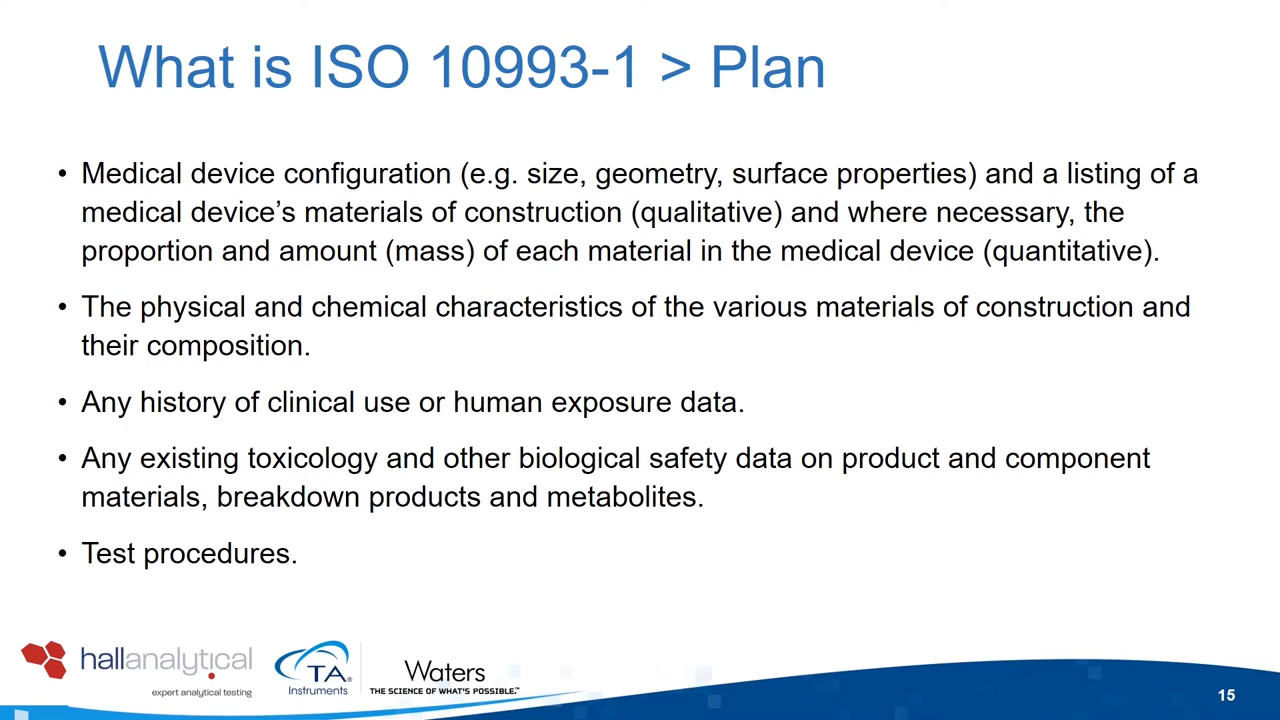 What is ISO 10993-1 > Plan
• Medical device configuration (e.g. size, geometry, surface properties) and a listing of a
medical device’s materials of construction (qualitative) and where necessary, the
proportion and amount (mass) of each material in the medical device (quantitative).
• The physical and chemical characteristics of the various materials of construction and
their composition.
• Any history of clinical use or human exposure data.
• Any existing toxicology and other biological safety data on product and component
materials, breakdown products and metabolites.
• Test procedures.
hallanalytical
expert analytical testing
TA®
Instruments
Waters
THE SCIENCE OF WHAT'S POSSIBLE.™
15